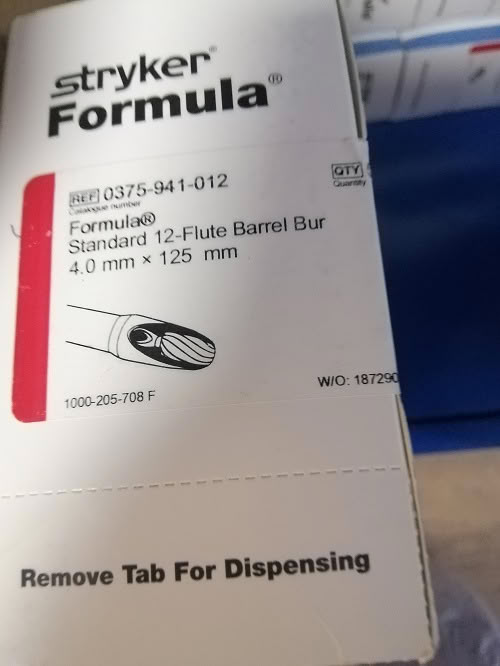 stryker®
Formula®
REF 0375-941-012
Catalogue number
QTY
Quantity
Formula®
Standard 12-Flute Barrel Bur
4.0 mm × 125 mm
W/O: 187290
1000-205-708 F
Remove Tab For Dispensing